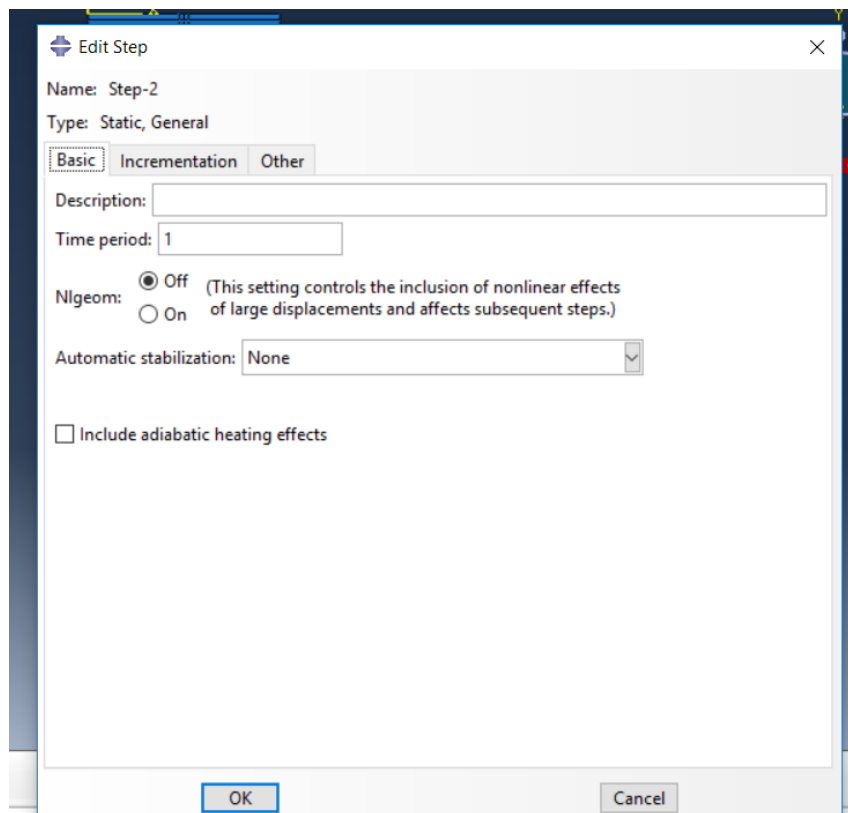 Edit Step
Name: Step-2
Type: Static, General
Basic Incrementation Other
Description:
Time period: 1
Nlgeom: Off (This setting controls the inclusion of nonlinear effects
On of large displacements and affects subsequent steps.)
Automatic stabilization: None
Include adiabatic heating effects
OK Cancel